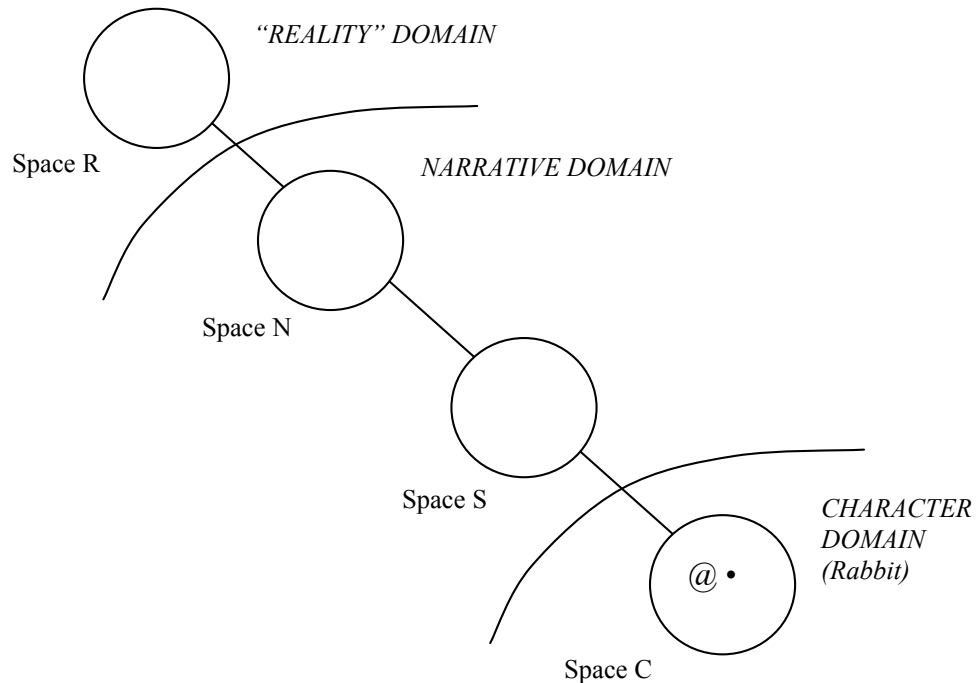 “REALITY” DOMAIN
Space R
NARRATIVE DOMAIN
Space N
Space S
CHARACTER
DOMAIN
(Rabbit)
@ •
Space C